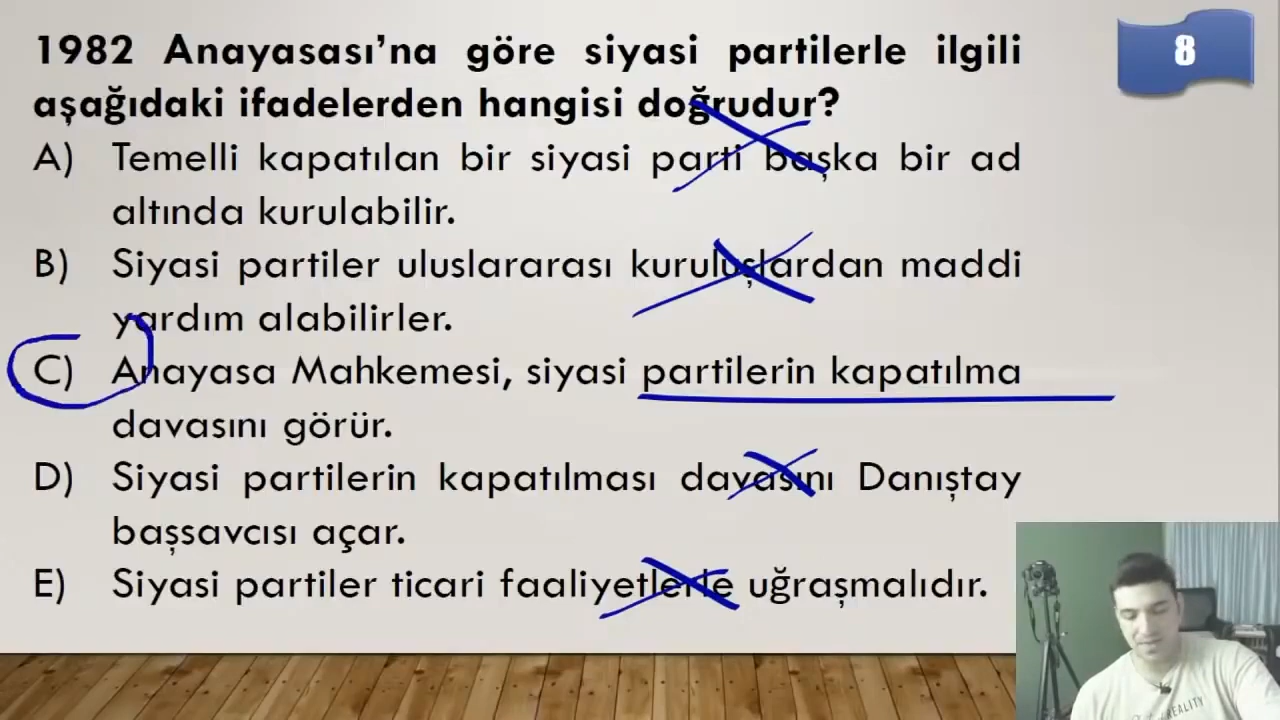 1982 Anayasası’na göre siyasi partilerle ilgili
aşağıdaki ifadelerden hangisi doğrudur?
8
A) Temelli kapatılan bir siyasi parti başka bir ad
altında kurulabilir.
B) Siyasi partiler uluslararası kuruluşlardan maddi
yardım alabilirler.
C) Anayasa Mahkemesi, siyasi partilerin kapatılma
davasını görür.
D) Siyasi partilerin kapatılması davasını Danıştay
başsavcısı açar.
E) Siyasi partiler ticari faaliyetlerle uğraşmalıdır.